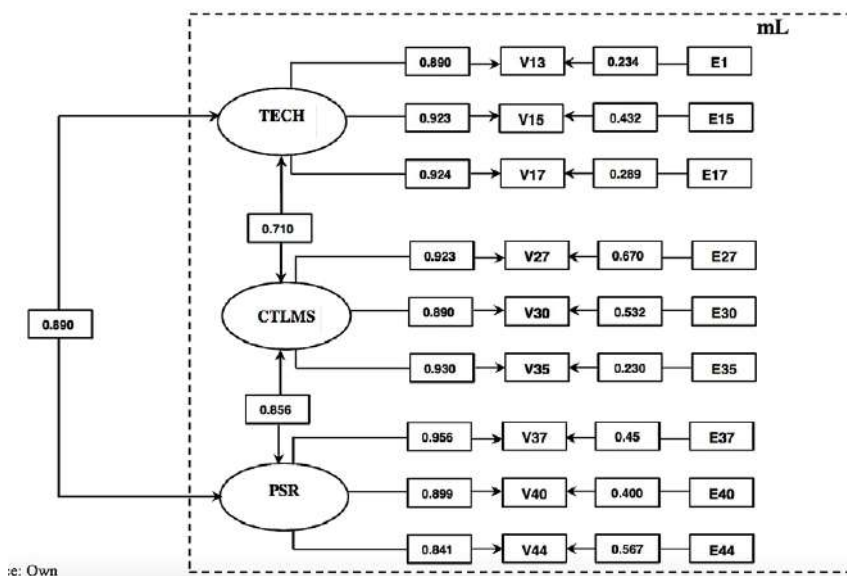 mL
0.890 V13 0.234 E1
TECH 0.923 V15 0.432 E15
0.924 V17 0.289 E17
0.710
0.923 V27 0.670 E27
CTLMS 0.890 V30 0.532 E30
0.890
0.930 V35 0.230 E35
0.856
0.956 V37 0.45 E37
PSR 0.899 V40 0.400 E40
0.841 V44 0.567 E44
:e: Own